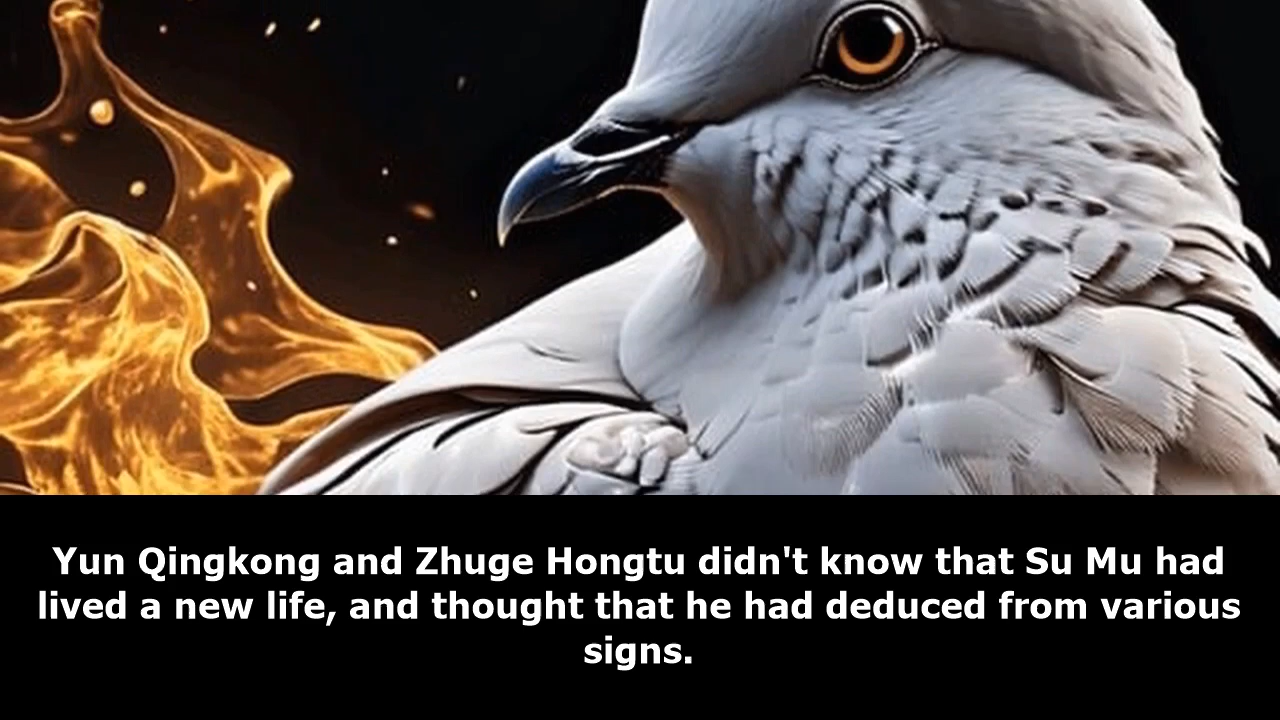 Yun Qingkong and Zhuge Hongtu didn't know that Su Mu had
lived a new life, and thought that he had deduced from various
signs.